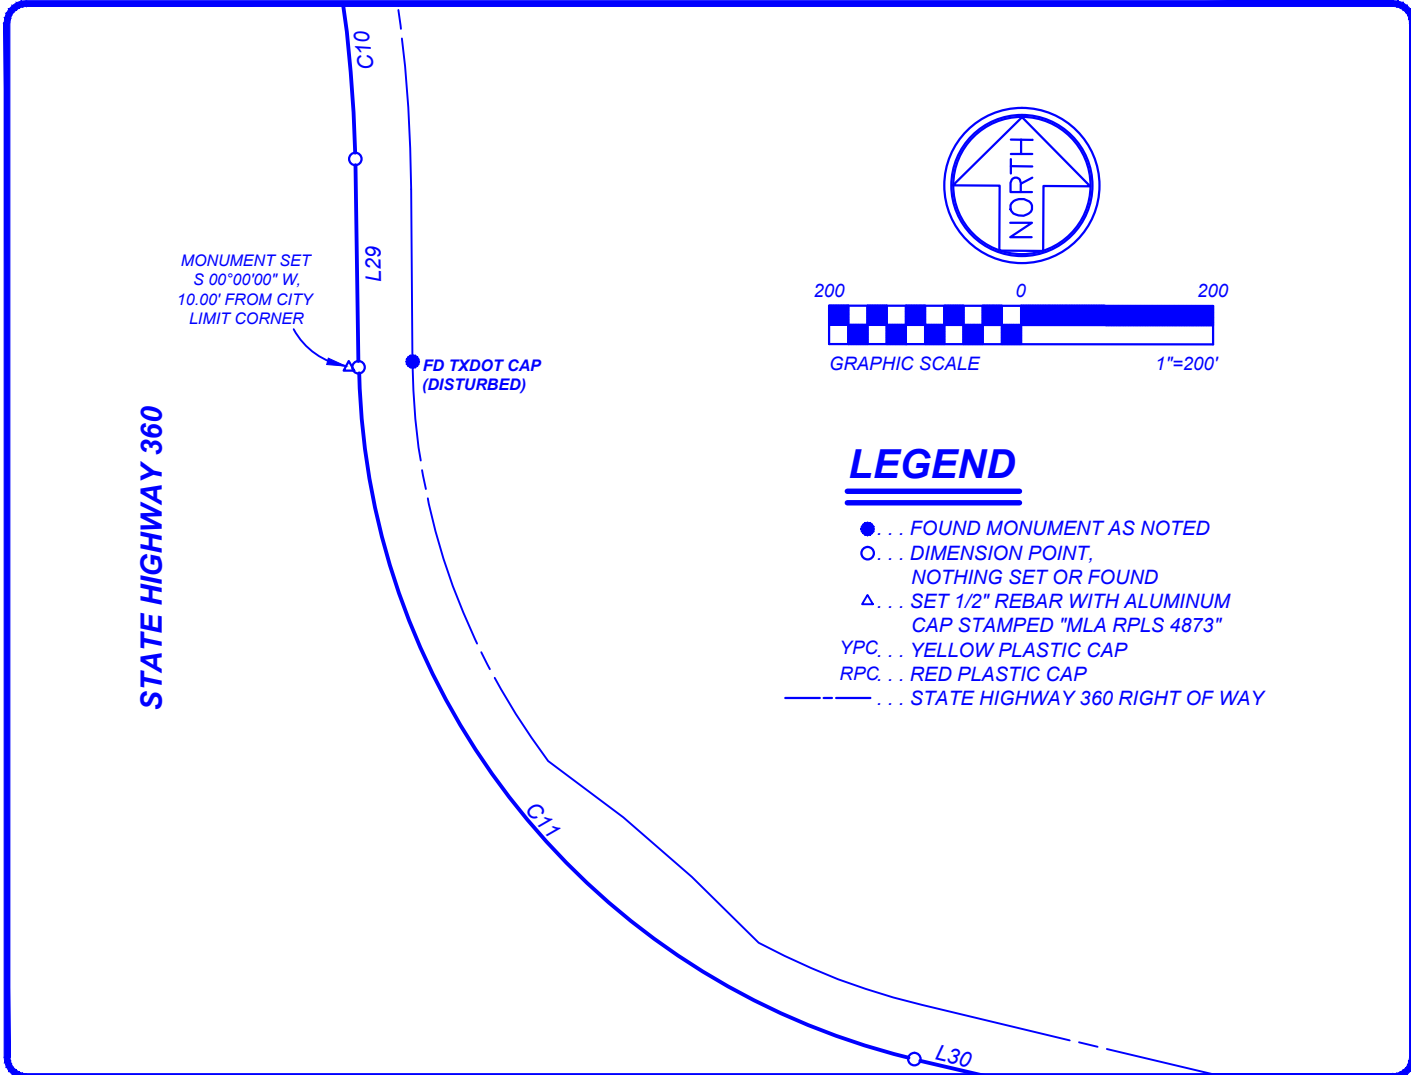 C10
NORTH
MONUMENT SET
S 00°00'00" W,
10.00' FROM CITY
LIMIT CORNER
L29
200 0 200
GRAPHIC SCALE 1"=200'
FD TXDOT CAP
(DISTURBED)
STATE HIGHWAY 360
LEGEND
. . . FOUND MONUMENT AS NOTED
. . . DIMENSION POINT,
NOTHING SET OR FOUND
. . . SET 1/2" REBAR WITH ALUMINUM
CAP STAMPED "MLA RPLS 4873"
YPC. . . YELLOW PLASTIC CAP
RPC. . . RED PLASTIC CAP
. . . STATE HIGHWAY 360 RIGHT OF WAY
C11
L30